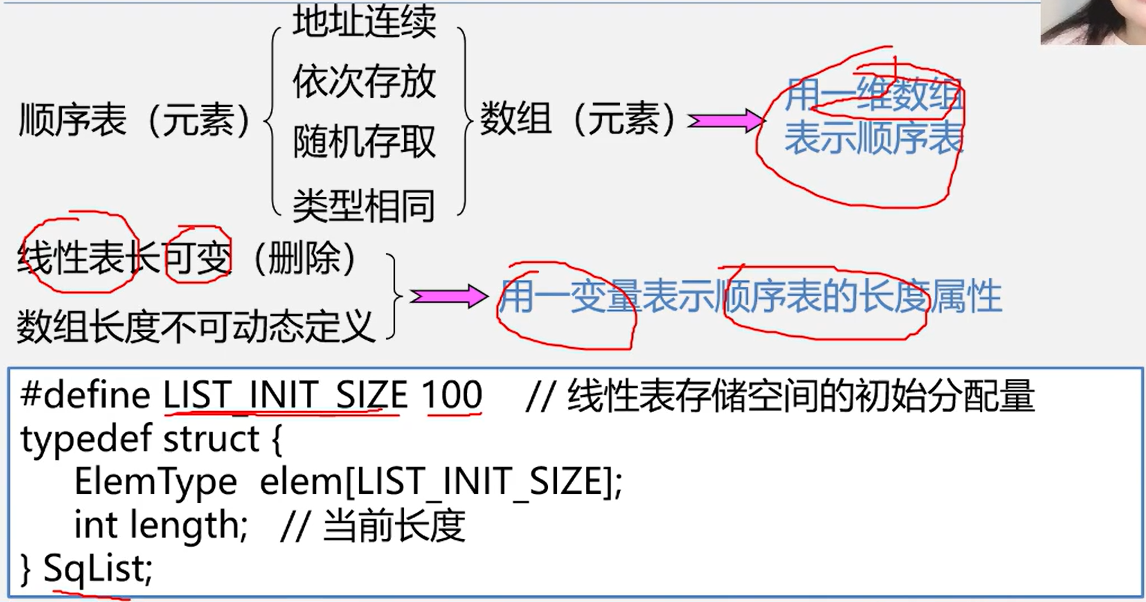 顺序表（元素）
地址连续
依次存放
随机存取
类型相同
数组（元素）
用一维数组
表示顺序表
线性表长可变（删除）
数组长度不可动态定义
用一变量表示顺序表的长度属性
#define LIST_INIT_SIZE 100 // 线性表存储空间的初始分配量
typedef struct {
ElemType elem[LIST_INIT_SIZE];
int length; // 当前长度
} SqList;